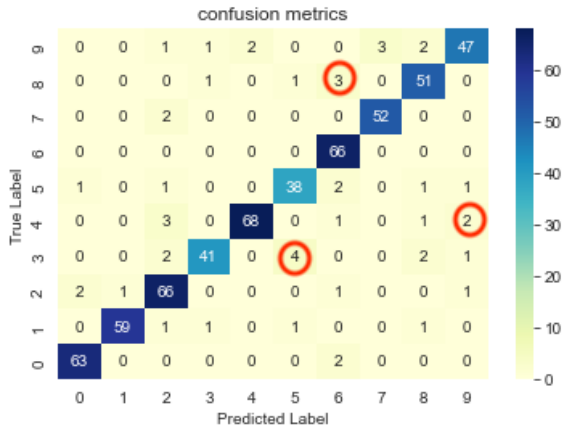 confusion metrics
9 0 0 1 1 2 0 0 3 2 47
8 0 0 0 1 0 1 3 0 51 0
7 0 0 2 0 0 0 0 52 0 0
6 0 0 0 0 0 0 66 0 0 0
5 1 0 1 0 0 38 2 0 1 1
4 0 0 3 0 68 0 1 0 1 2
3 0 0 2 41 0 4 0 0 2 1
2 2 1 66 0 0 0 1 0 0 1
1 0 59 1 1 0 1 0 0 1 0
0 63 0 0 0 0 0 2 0 0 0
0 1 2 3 4 5 6 7 8 9
Predicted Label
True Label
60
50
40
30
20
10
0